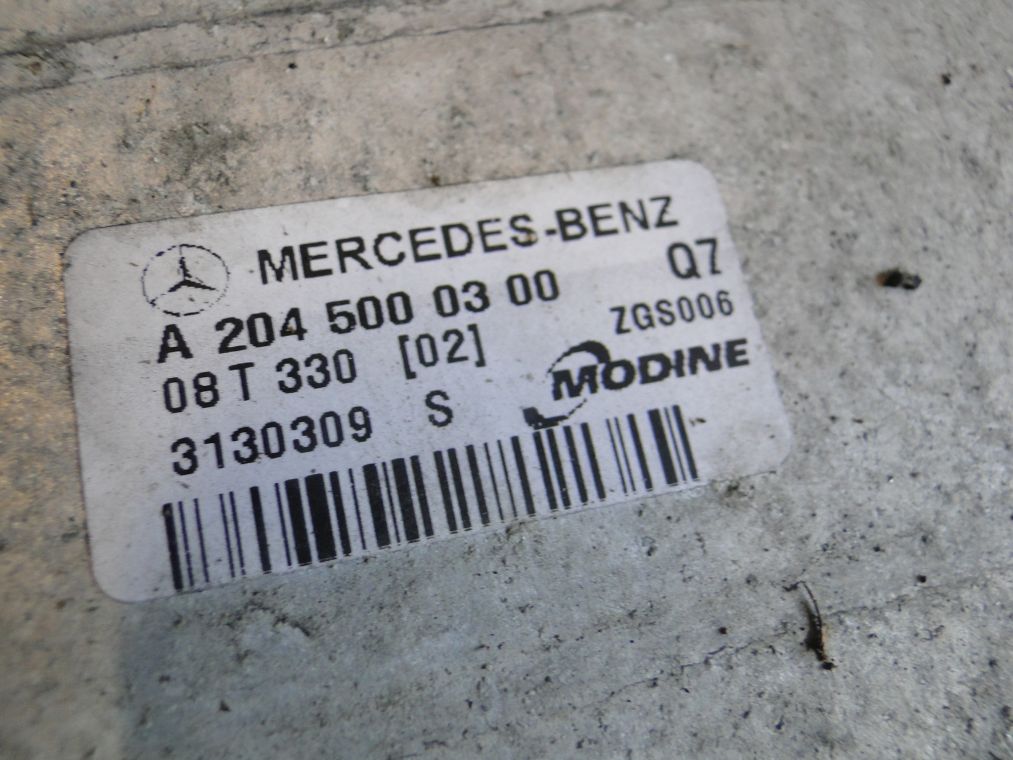 MERCEDES-BENZ
A 204 500 03 00 Q7
08 T 330 [02] ZGS006
3130309 S MODINE